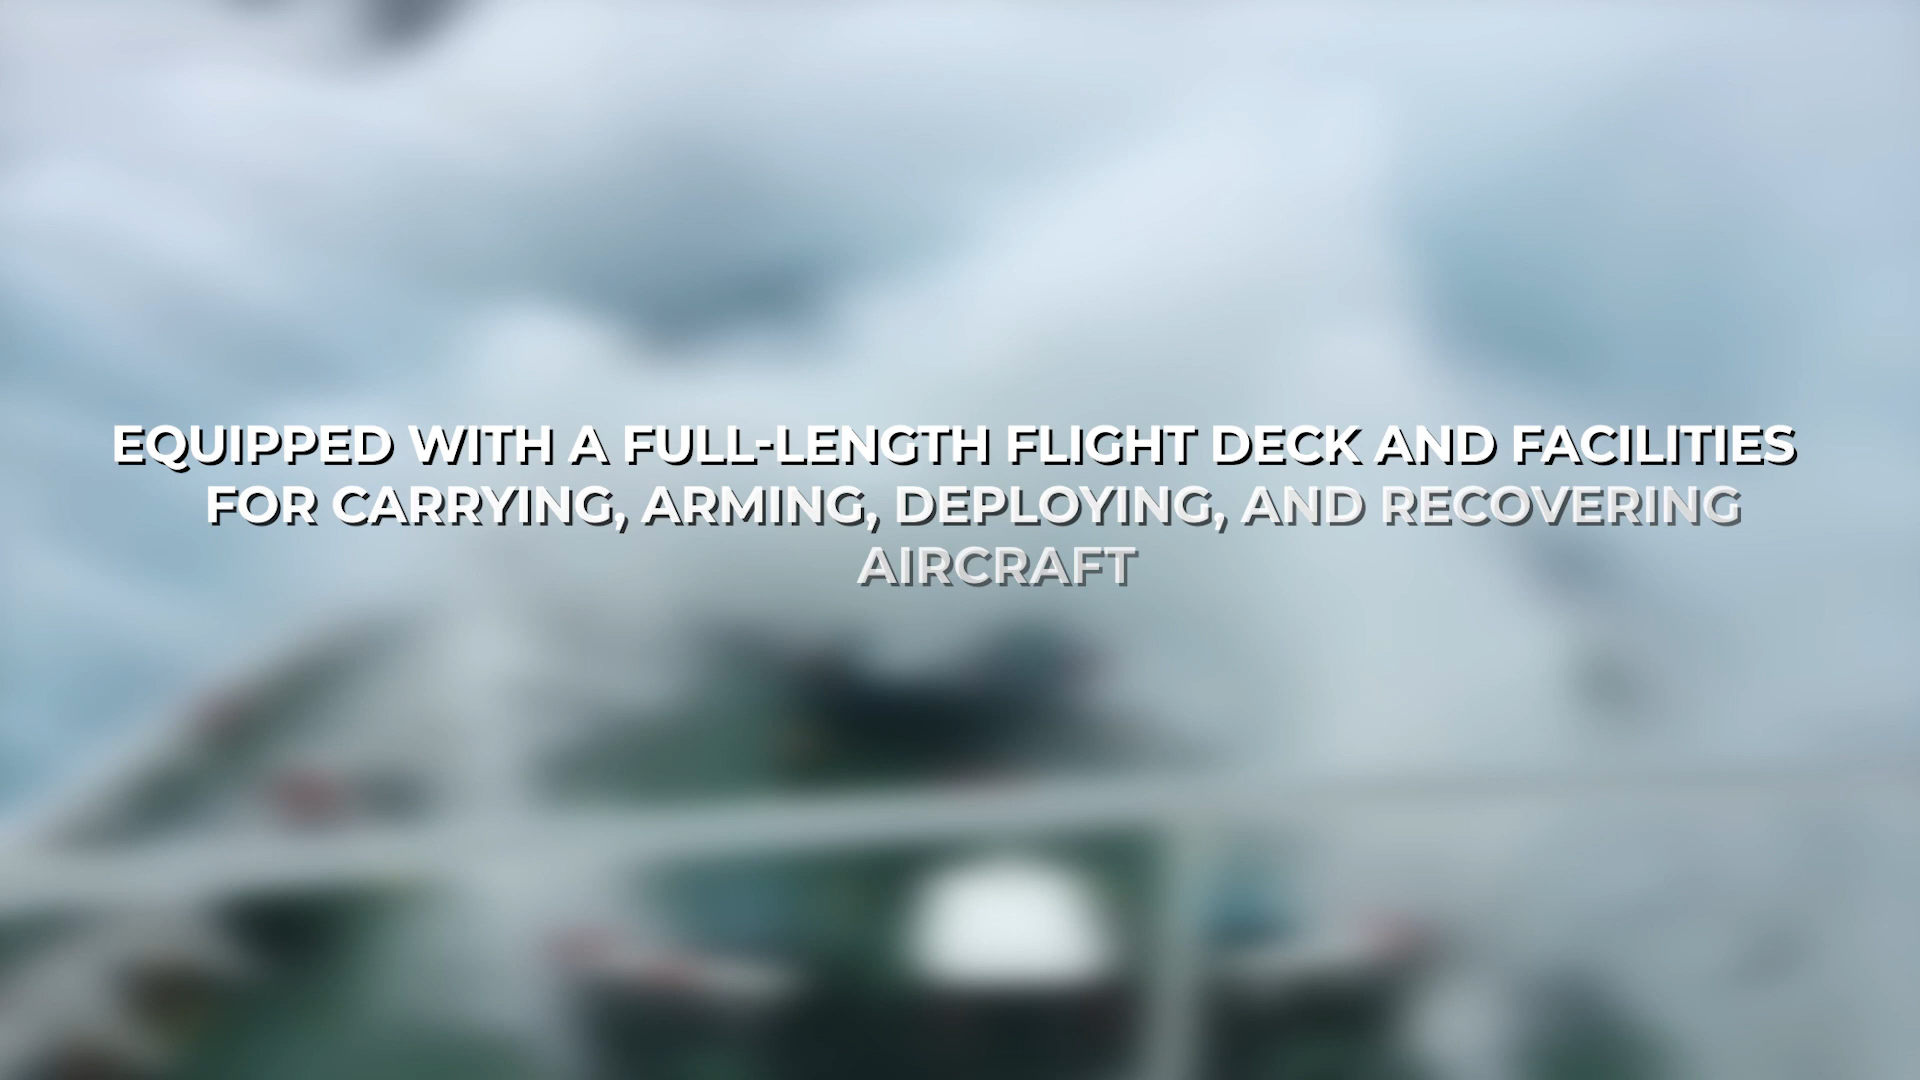 EQUIPPED WITH A FULL-LENGTH FLIGHT DECK AND FACILITIES
FOR CARRYING, ARMING, DEPLOYING, AND RECOVERING
AIRCRAFT